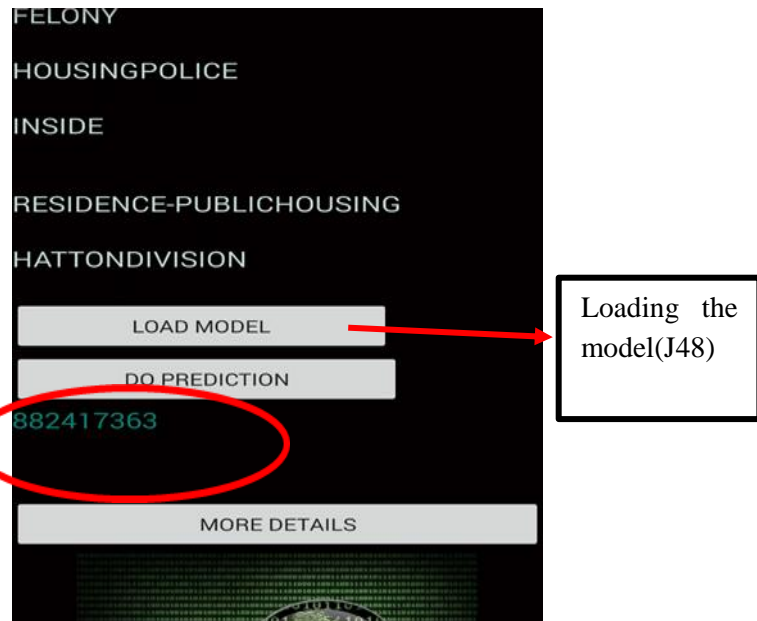 FELONY
HOUSINGPOLICE
INSIDE
RESIDENCE-PUBLICHOUSING
HATTONDIVISION
LOAD MODEL
Loading the
model(J48)
DO PREDICTION
882417363
MORE DETAILS